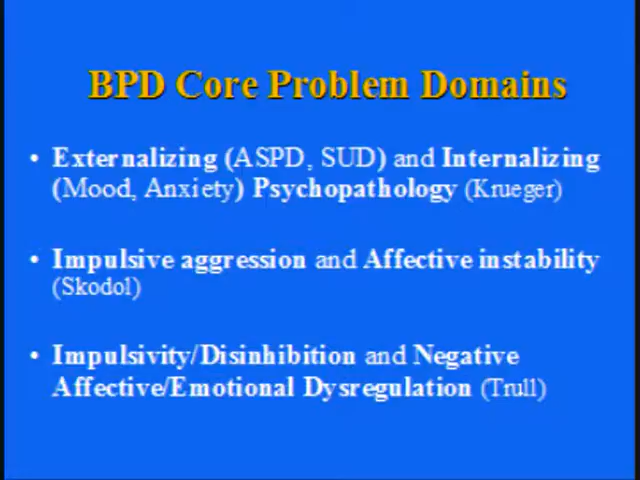 BPD Core Problem Domains
• Externalizing (ASPD, SUD) and Internalizing
(Mood, Anxiety) Psychopathology (Krueger)
• Impulsive aggression and Affective instability
(Skodol)
• Impulsivity/Disinhibition and Negative
Affective/Emotional Dysregulation (Trull)